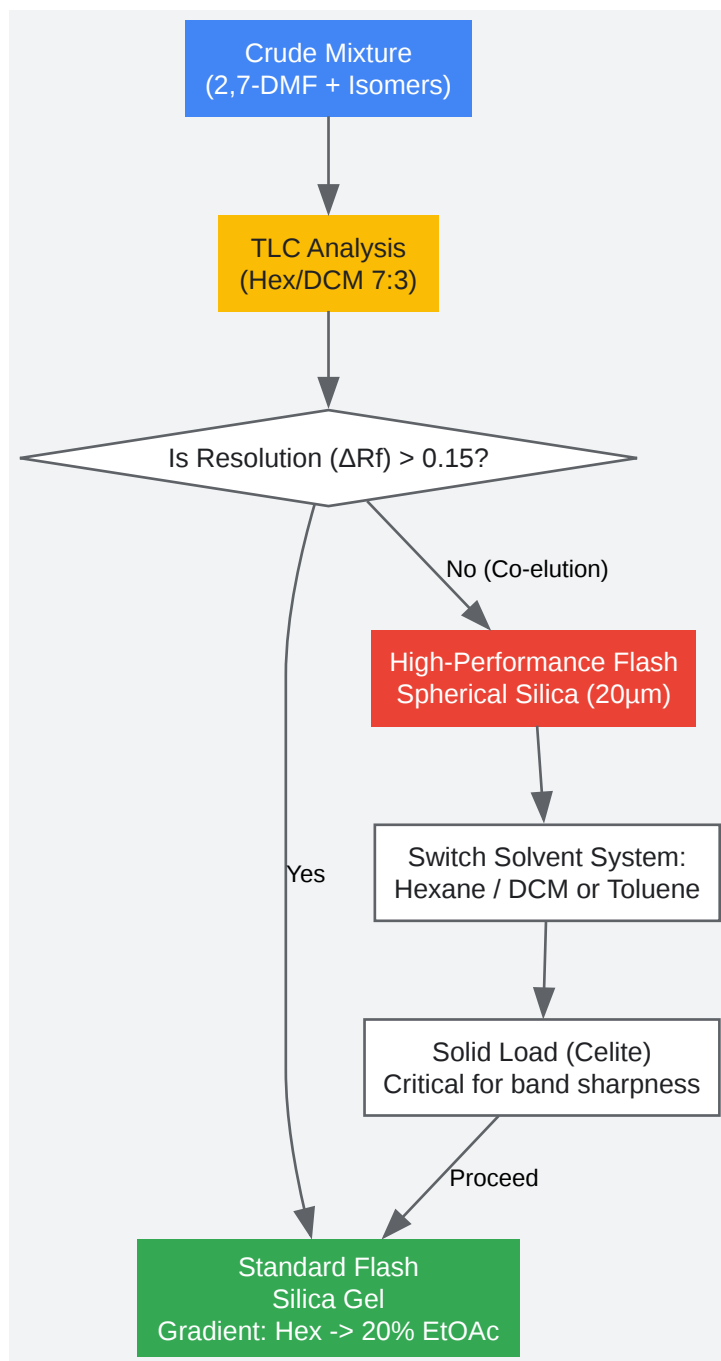 Crude Mixture
(2,7-DMF + Isomers)
TLC Analysis
(Hex/DCM 7:3)
Is Resolution (ΔRf) > 0.15?
No (Co-elution)
High-Performance Flash
Spherical Silica (20µm)
Switch Solvent System:
Hexane / DCM or Toluene
Yes
Solid Load (Celite)
Critical for band sharpness
Proceed
Standard Flash
Silica Gel
Gradient: Hex -> 20% EtOAc